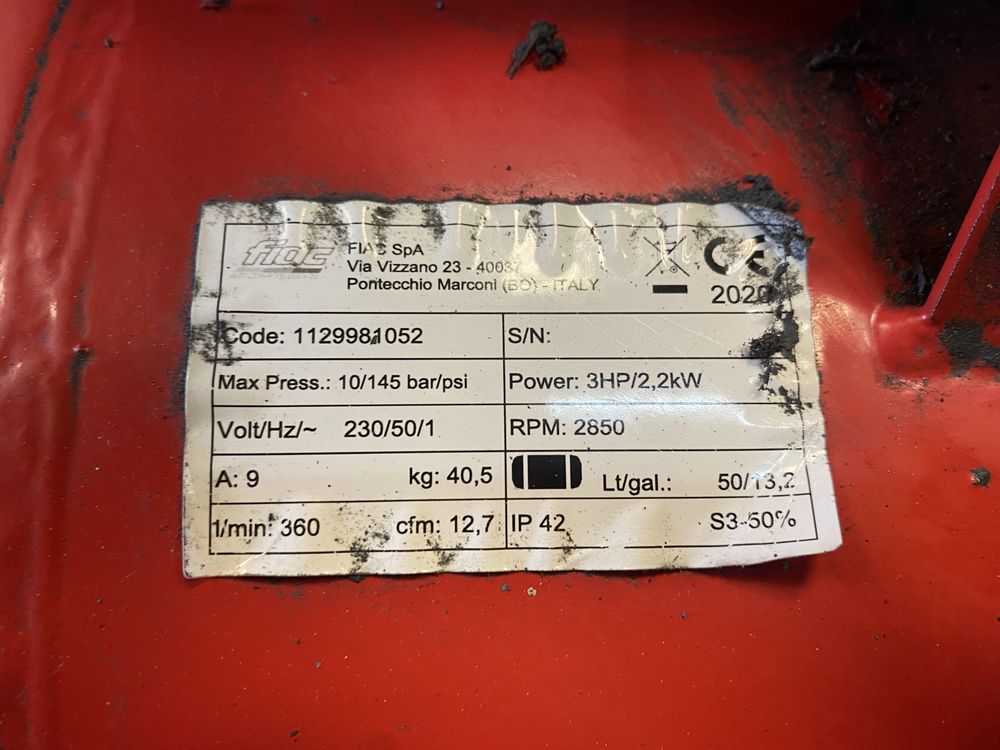 fiac
FIAC SpA
Via Vizzano 23 - 40037
Pontecchio Marconi (BO) - ITALY
CE
2020
Code: 1129981052
S/N:
Max Press.: 10/145 bar/psi
Power: 3HP/2,2kW
Volt/Hz/~ 230/50/1
RPM: 2850
A: 9 kg: 40,5
Lt/gal.: 50/13,2
1/min: 360 cfm: 12,7
IP 42 S3-50%